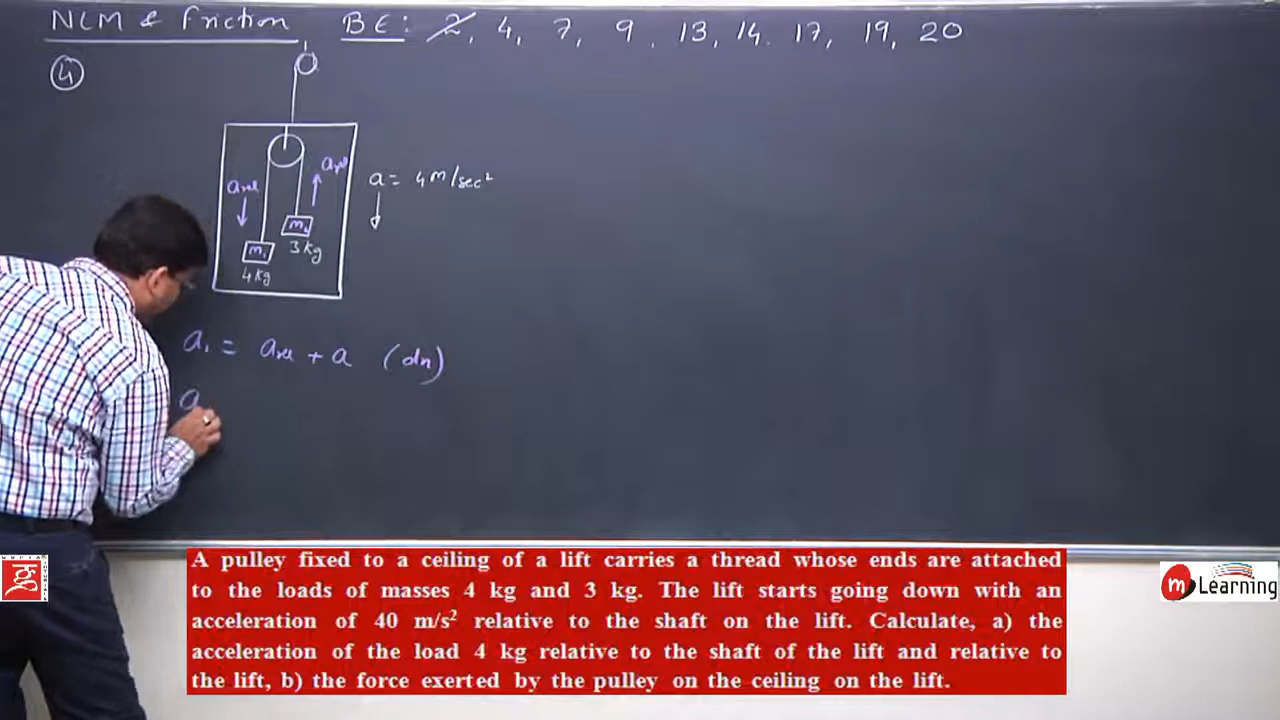 NLM & Friction BE: 2, 4, 7, 9, 13, 14. 17, 19, 20
4
a_rel
a_rel
a = 4 m/sec²
m₂
m₁
3 kg
4 kg
a₁ = a_rel + a (dn)
a
A pulley fixed to a ceiling of a lift carries a thread whose ends are attached
to the loads of masses 4 kg and 3 kg. The lift starts going down with an
acceleration of 40 m/s² relative to the shaft on the lift. Calculate, a) the
acceleration of the load 4 kg relative to the shaft of the lift and relative to
the lift, b) the force exerted by the pulley on the ceiling on the lift.
m Learning